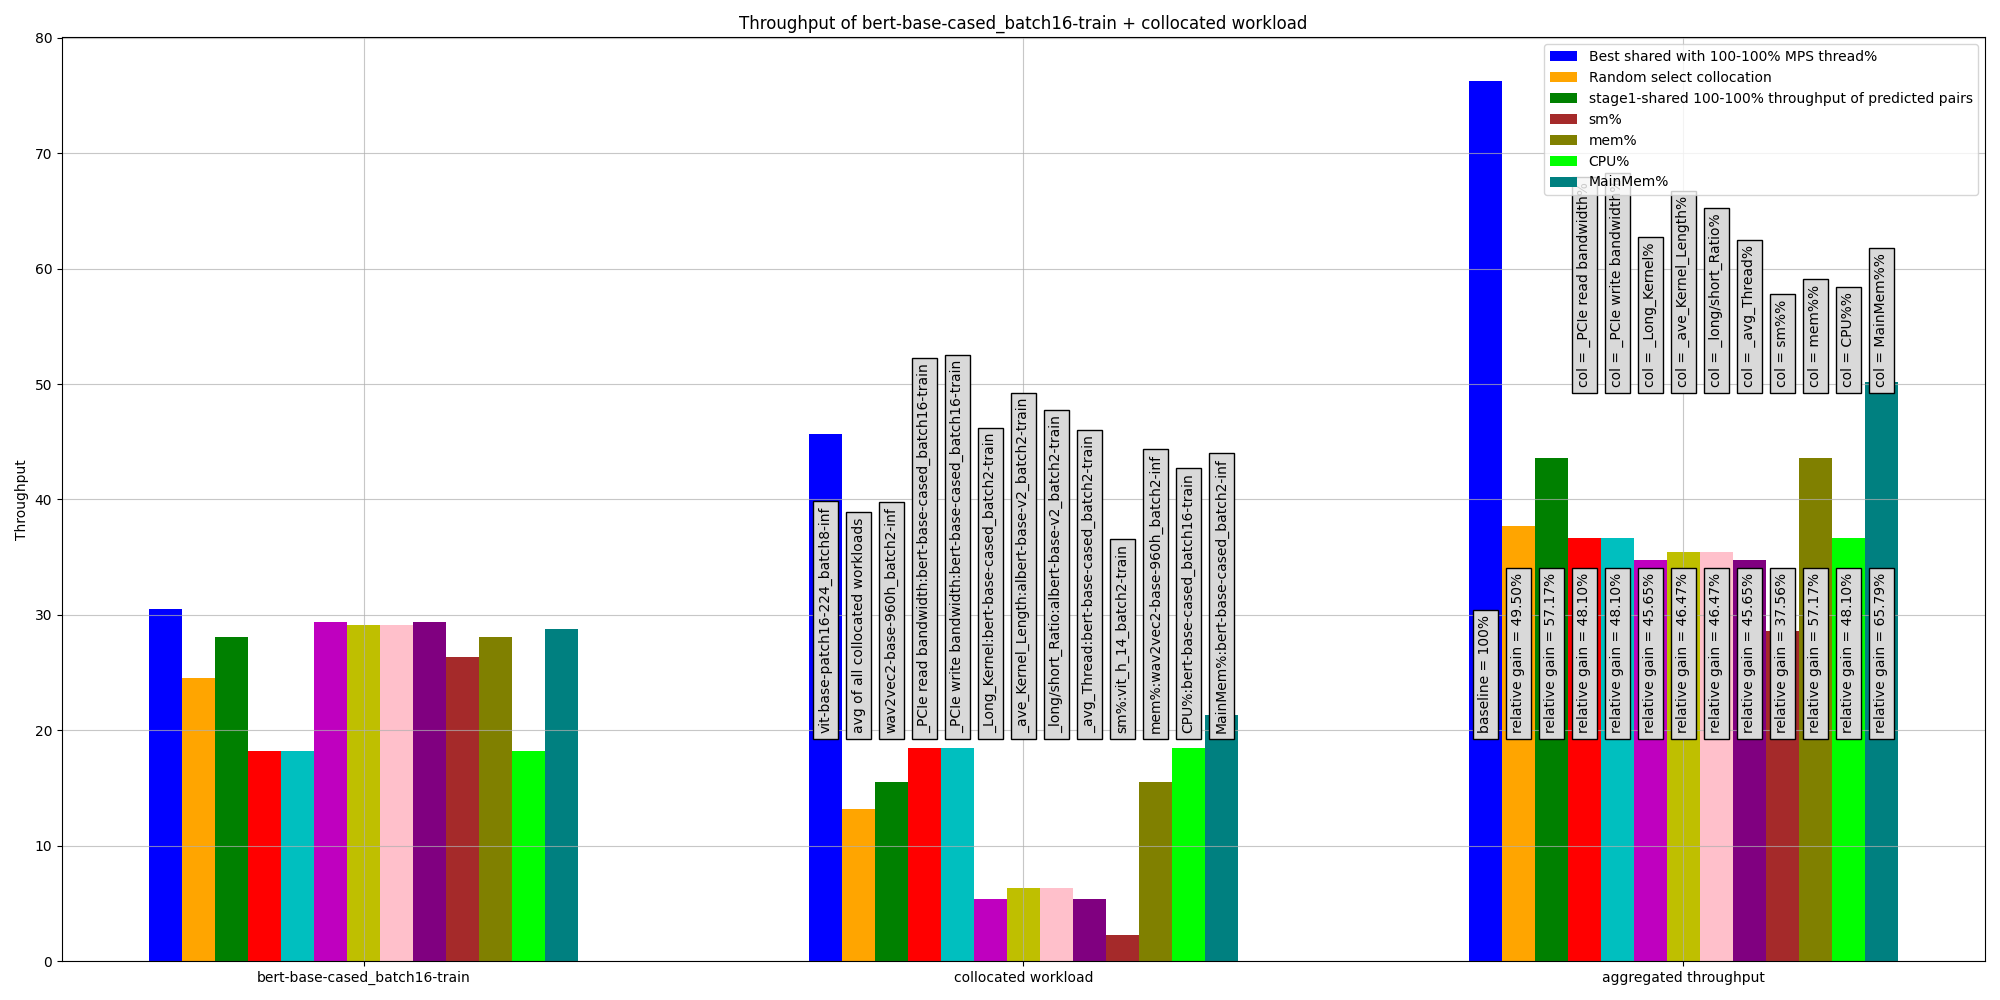 Throughput of bert-base-cased_batch16-train + collocated workload
Throughput
80
70
60
50
40
30
20
10
0
Best shared with 100-100% MPS thread%
Random select collocation
stage1-shared 100-100% throughput of predicted pairs
sm%
mem%
CPU%
MainMem%
vit-base-patch16-224_batch8-inf
avg of all collocated workloads
wav2vec2-base-960h_batch2-inf
_PCIe read bandwidth:bert-base-cased_batch16-train
_PCIe write bandwidth:bert-base-cased_batch16-train
_Long_Kernel:bert-base-cased_batch2-train
_ave_Kernel_Length:albert-base-v2_batch2-train
_long/short_Ratio:albert-base-v2_batch2-train
_avg_Thread:bert-base-cased_batch2-train
sm%:vit_h_14_batch2-train
mem%:wav2vec2-base-960h_batch2-inf
CPU%:bert-base-cased_batch16-train
MainMem%:bert-base-cased_batch2-inf
col = _PCIe read bandwidth%
col = _PCIe write bandwidth%
col = _Long_Kernel%
col = _ave_Kernel_Length%
col = _long/short_Ratio%
col = _avg_Thread%
col = sm%%
col = mem%%
col = CPU%%
col = MainMem%%
baseline = 100%
relative gain = 49.50%
relative gain = 57.17%
relative gain = 48.10%
relative gain = 48.10%
relative gain = 45.65%
relative gain = 46.47%
relative gain = 46.47%
relative gain = 45.65%
relative gain = 37.56%
relative gain = 57.17%
relative gain = 48.10%
relative gain = 65.79%
bert-base-cased_batch16-train
collocated workload
aggregated throughput